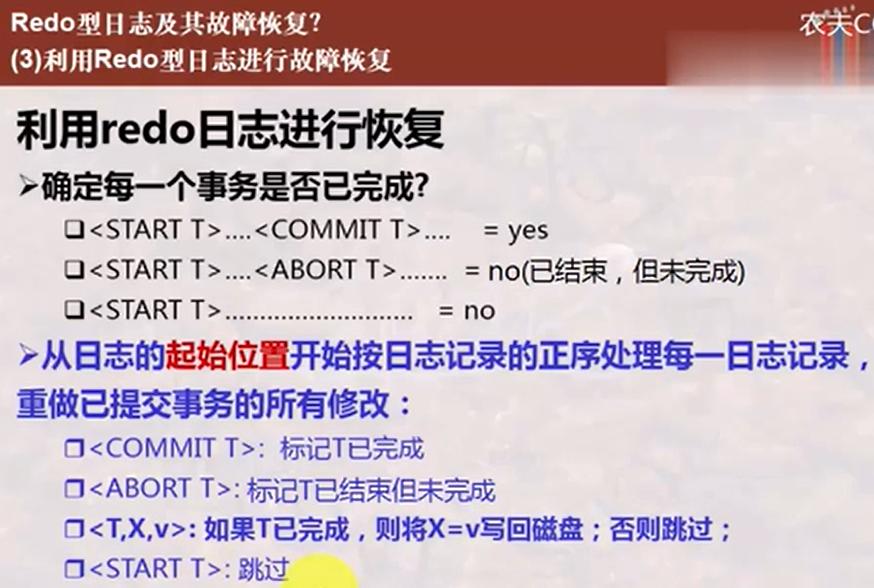 Redo型日志及其故障恢复?
农夫C
(3)利用Redo型日志进行故障恢复
利用redo日志进行恢复
➢确定每一个事务是否已完成?
❑<START T>....<COMMIT T>.... = yes
❑<START T>....<ABORT T>....... = no(已结束，但未完成)
❑<START T>........................... = no
➢从日志的起始位置开始按日志记录的正序处理每一日志记录，
重做已提交事务的所有修改：
❑<COMMIT T>: 标记T已完成
❑<ABORT T>: 标记T已结束但未完成
❑<T,X,v>: 如果T已完成，则将X=v写回磁盘；否则跳过；
❑<START T>: 跳过